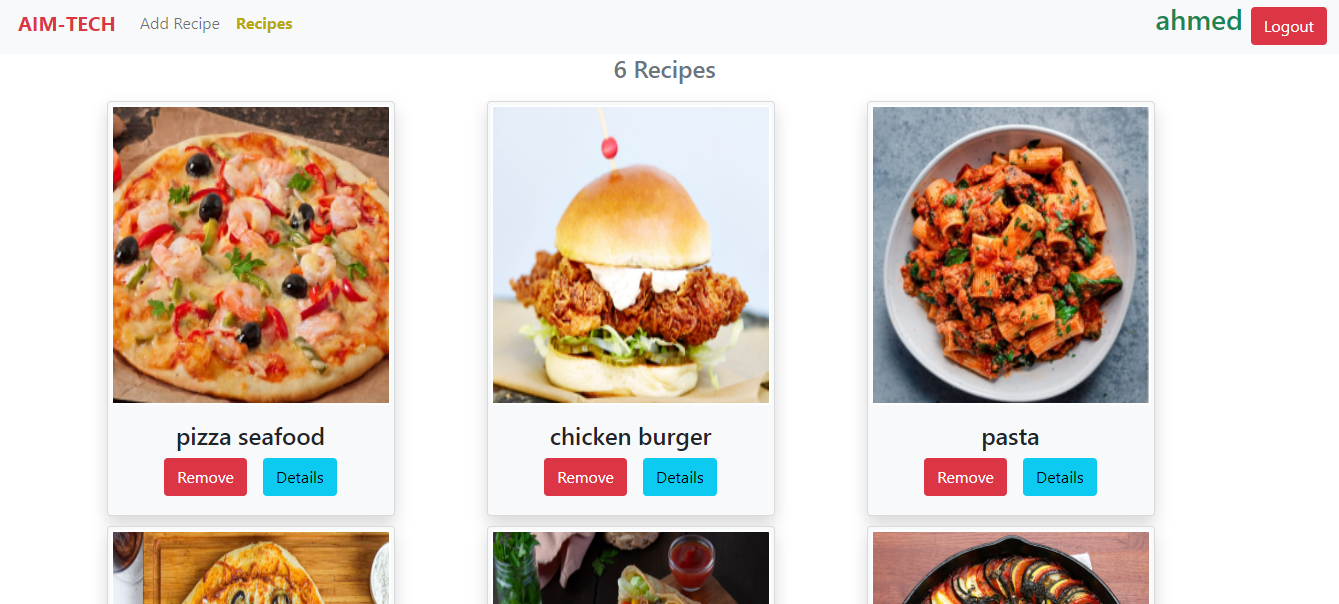 AIM-TECH Add Recipe Recipes ahmed Logout
6 Recipes
pizza seafood
Remove Details
chicken burger
Remove Details
pasta
Remove Details